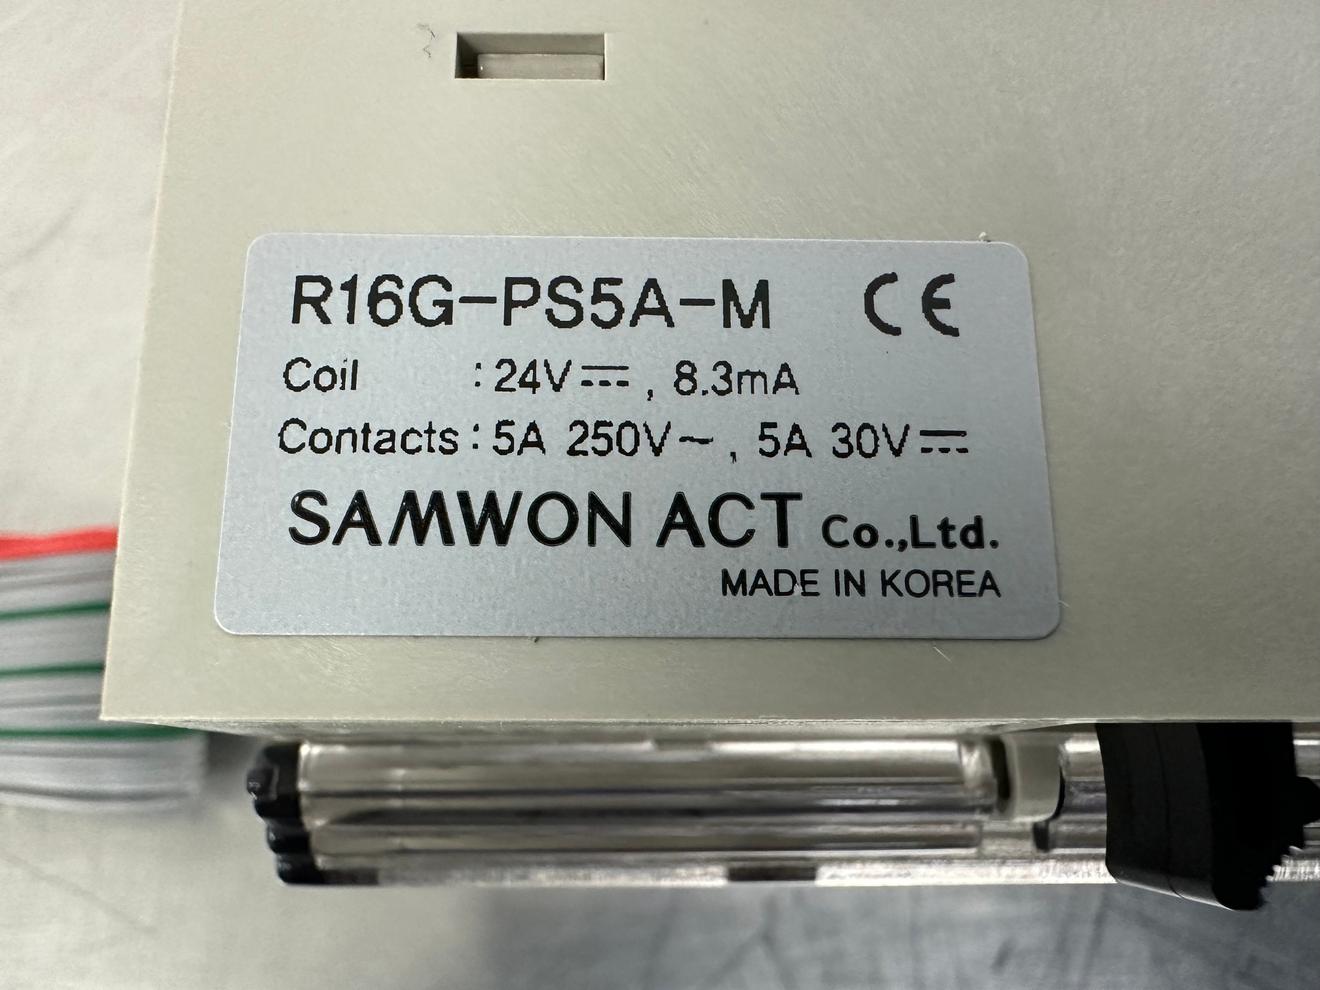 R16G-PS5A-M CE
Coil : 24V⎓ , 8.3mA
Contacts : 5A 250V~ , 5A 30V⎓
SAMWON ACT Co.,Ltd.
MADE IN KOREA